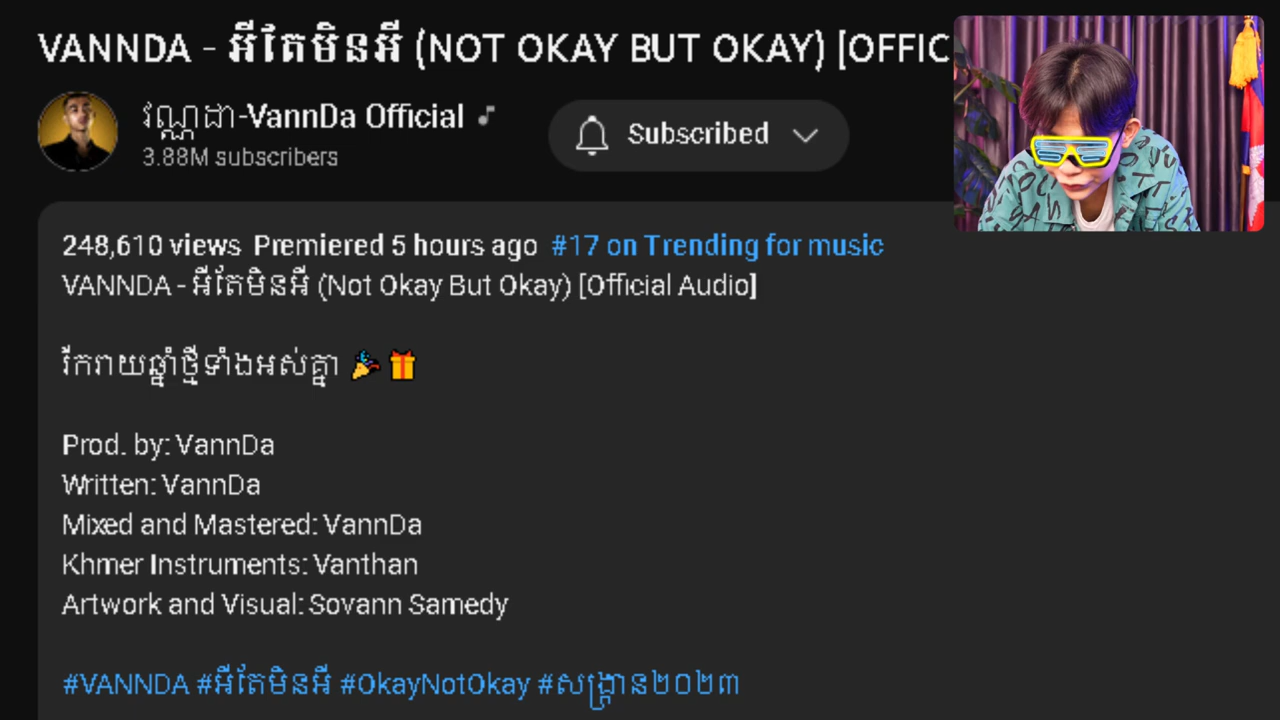 VANNDA - អីតែមិនអី (NOT OKAY BUT OKAY) [OFFIC
វណ្ណដា-VannDa Official
3.88M subscribers
Subscribed
248,610 views Premiered 5 hours ago #17 on Trending for music
VANNDA - អីតែមិនអី (Not Okay But Okay) [Official Audio]
រីករាយឆ្នាំថ្មីទាំងអស់គ្នា 🎉🎁
Prod. by: VannDa
Written: VannDa
Mixed and Mastered: VannDa
Khmer Instruments: Vanthan
Artwork and Visual: Sovann Samedy
#VANNDA #អីតែមិនអី #OkayNotOkay #សង្ក្រាន២០២៣